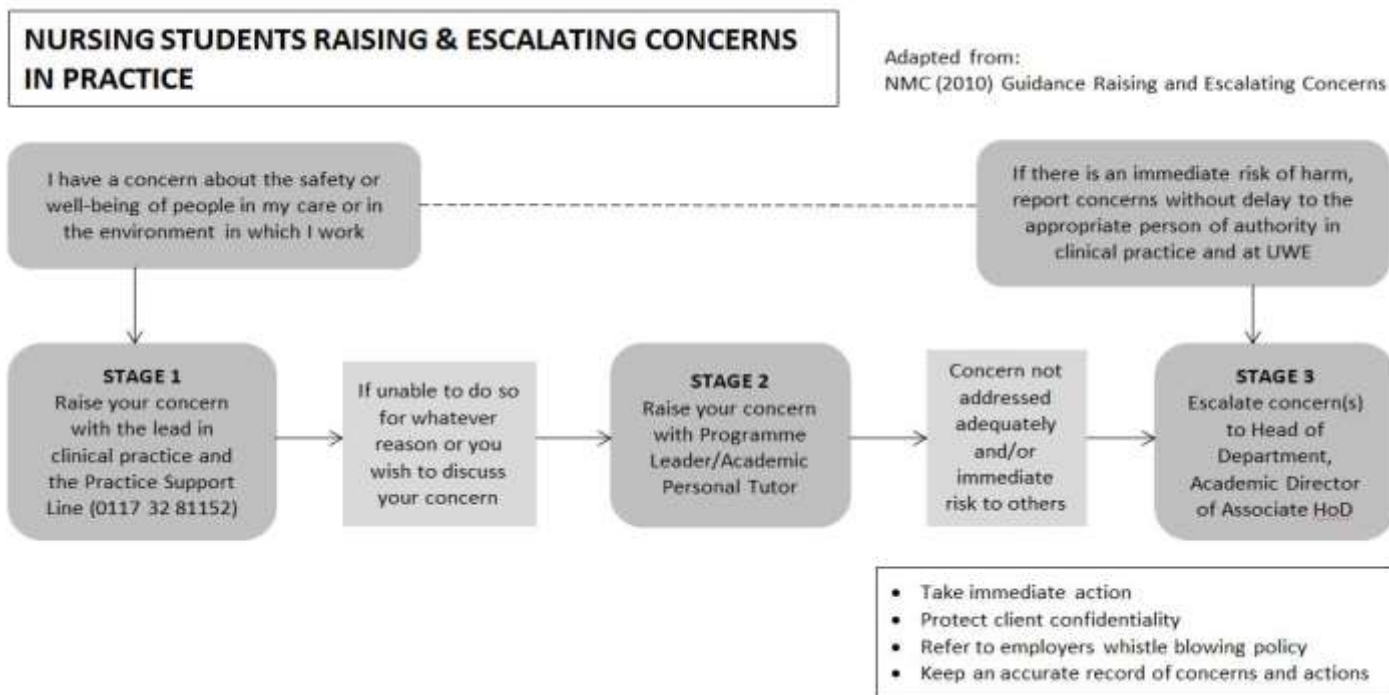 NURSING STUDENTS RAISING & ESCALATING CONCERNS
IN PRACTICE
Adapted from:
NMC (2010) Guidance Raising and Escalating Concerns
I have a concern about the safety or
well-being of people in my care or in
the environment in which I work
If there is an immediate risk of harm,
report concerns without delay to the
appropriate person of authority in
clinical practice and at UWE
STAGE 1
Raise your concern
with the lead in
clinical practice and
the Practice Support
Line (0117 32 81152)
If unable to do so
for whatever
reason or you
wish to discuss
your concern
STAGE 2
Raise your concern
with Programme
Leader/Academic
Personal Tutor
Concern not
addressed
adequately
and/or
immediate
risk to others
STAGE 3
Escalate concern(s)
to Head of
Department,
Academic Director
of Associate HoD
• Take immediate action
• Protect client confidentiality
• Refer to employers whistle blowing policy
• Keep an accurate record of concerns and actions